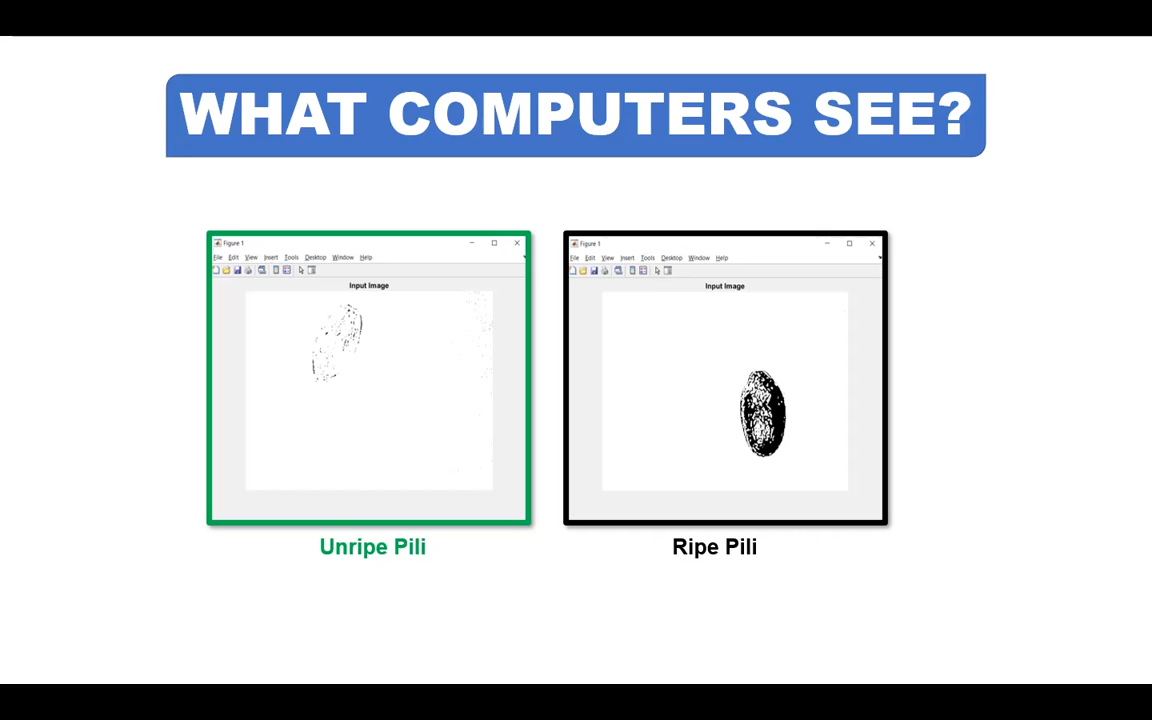 WHAT COMPUTERS SEE?
Figure 1
File Edit View Insert Tools Desktop Window Help
Input Image
Unripe Pili
Figure 1
File Edit View Insert Tools Desktop Window Help
Input Image
Ripe Pili